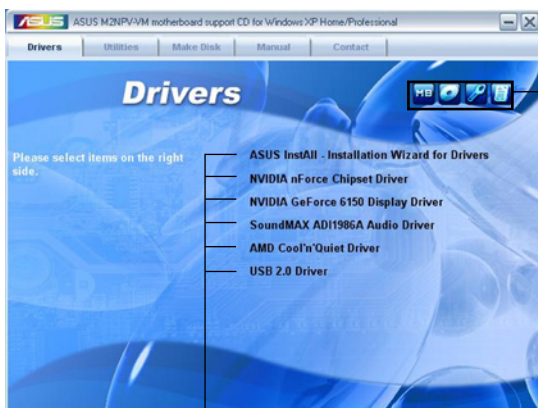 ASUS ASUS M2NPV-VM motherboard support CD for Windows XP Home/Professional
Drivers Utilities Make Disk Manual Contact
Drivers
MB
Please select items on the right
side.
ASUS InstAll - Installation Wizard for Drivers
NVIDIA nForce Chipset Driver
NVIDIA GeForce 6150 Display Driver
SoundMAX ADI1986A Audio Driver
AMD Cool'n'Quiet Driver
USB 2.0 Driver